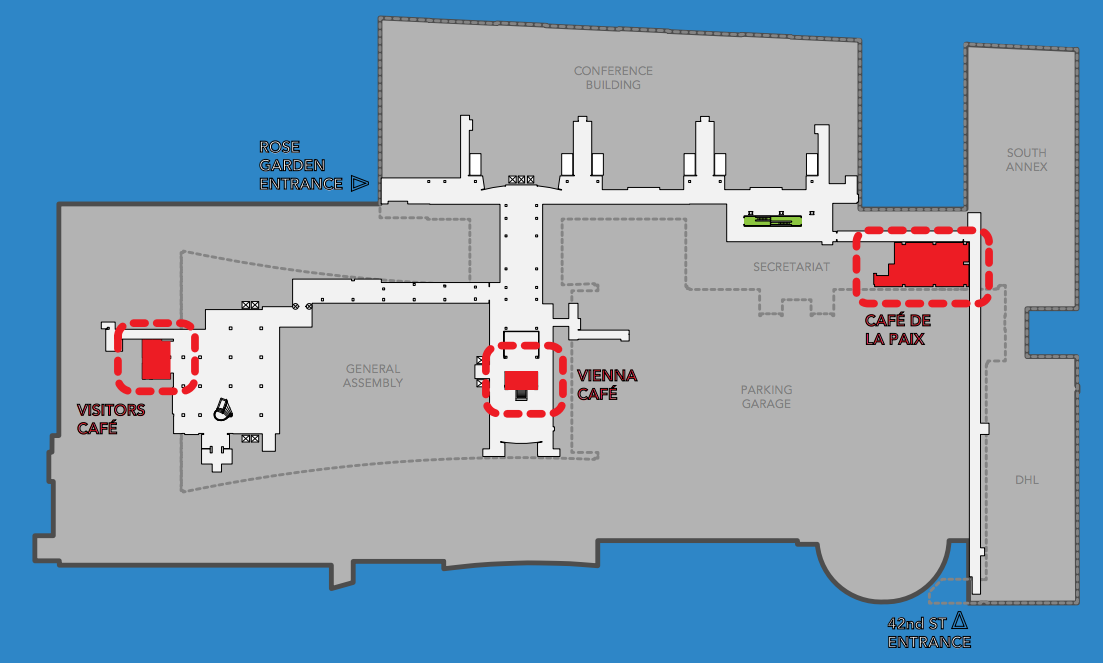 CONFERENCE
BUILDING
ROSE
GARDEN
ENTRANCE
SOUTH
ANNEX
SECRETARIAT
CAFÉ DE
LA PAIX
GENERAL
ASSEMBLY
VIENNA
CAFÉ
PARKING
GARAGE
VISITORS
CAFÉ
DHL
42nd ST
ENTRANCE